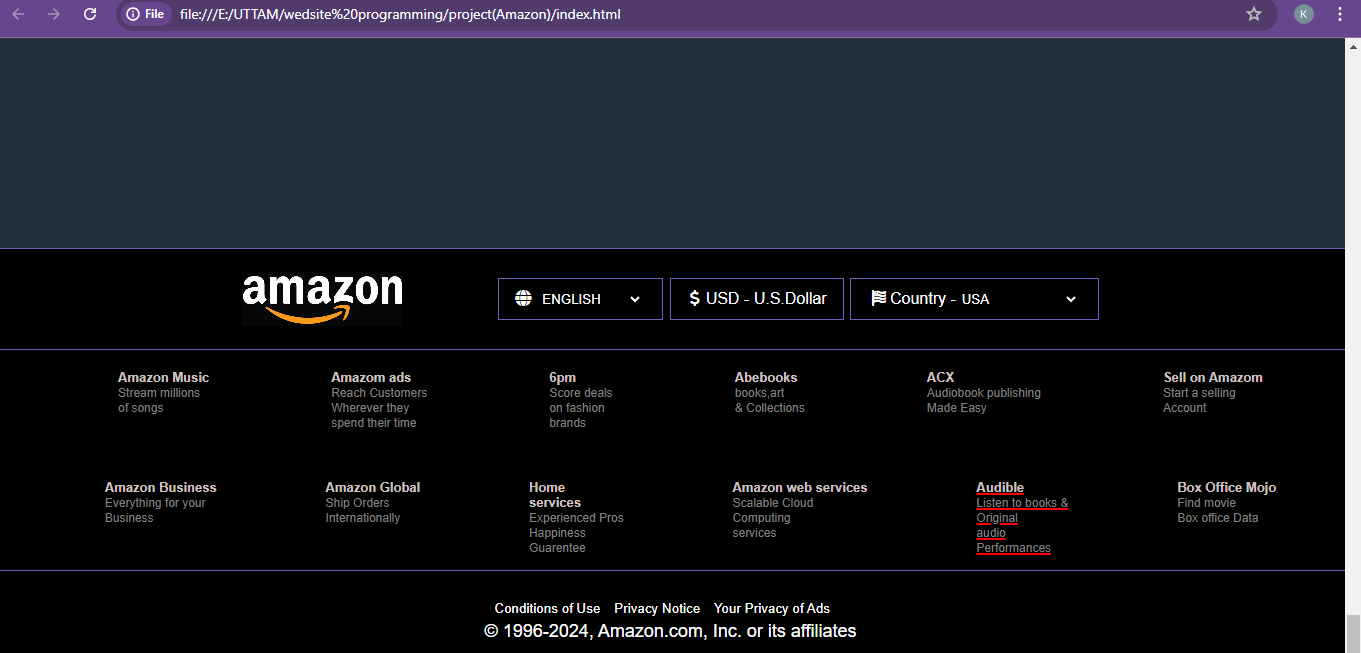 File file:///E:/UTTAM/wedsite%20programming/project(Amazon)/index.html K
amazon
ENGLISH
$ USD - U.S.Dollar
Country - USA
Amazon Music
Stream millions
of songs
Amazom ads
Reach Customers
Wherever they
spend their time
6pm
Score deals
on fashion
brands
Abebooks
books,art
& Collections
ACX
Audiobook publishing
Made Easy
Sell on Amazom
Start a selling
Account
Amazon Business
Everything for your
Business
Amazon Global
Ship Orders
Internationally
Home
services
Experienced Pros
Happiness
Guarentee
Amazon web services
Scalable Cloud
Computing
services
Audible
Listen to books &
Original
audio
Performances
Box Office Mojo
Find movie
Box office Data
Conditions of Use Privacy Notice Your Privacy of Ads
© 1996-2024, Amazon.com, Inc. or its affiliates